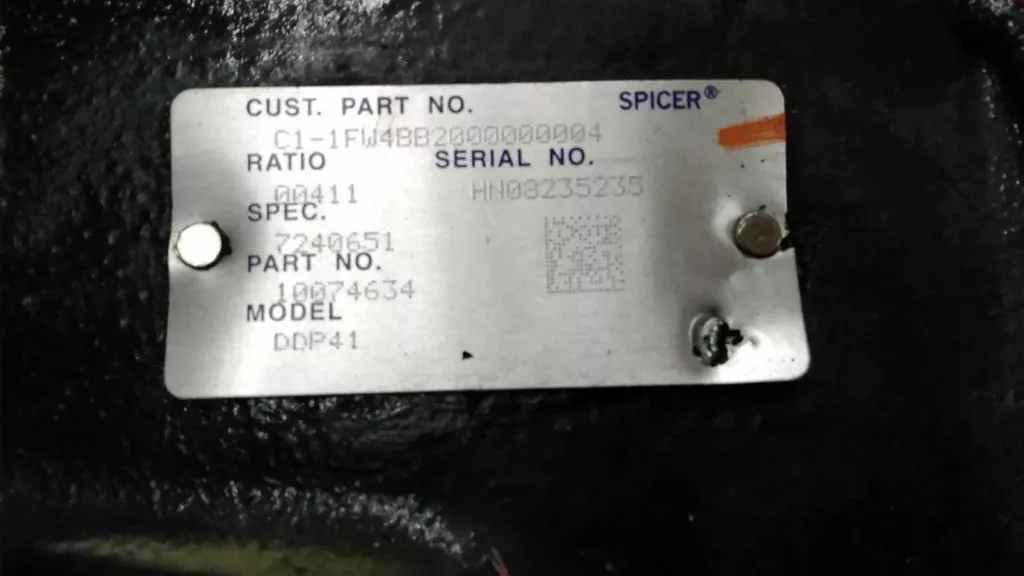 CUST. PART NO. SPICER®
C1-1FW4BB2000000004
RATIO SERIAL NO.
00411 HN08235235
SPEC.
7240651
PART NO.
10074634
MODEL
DDP41